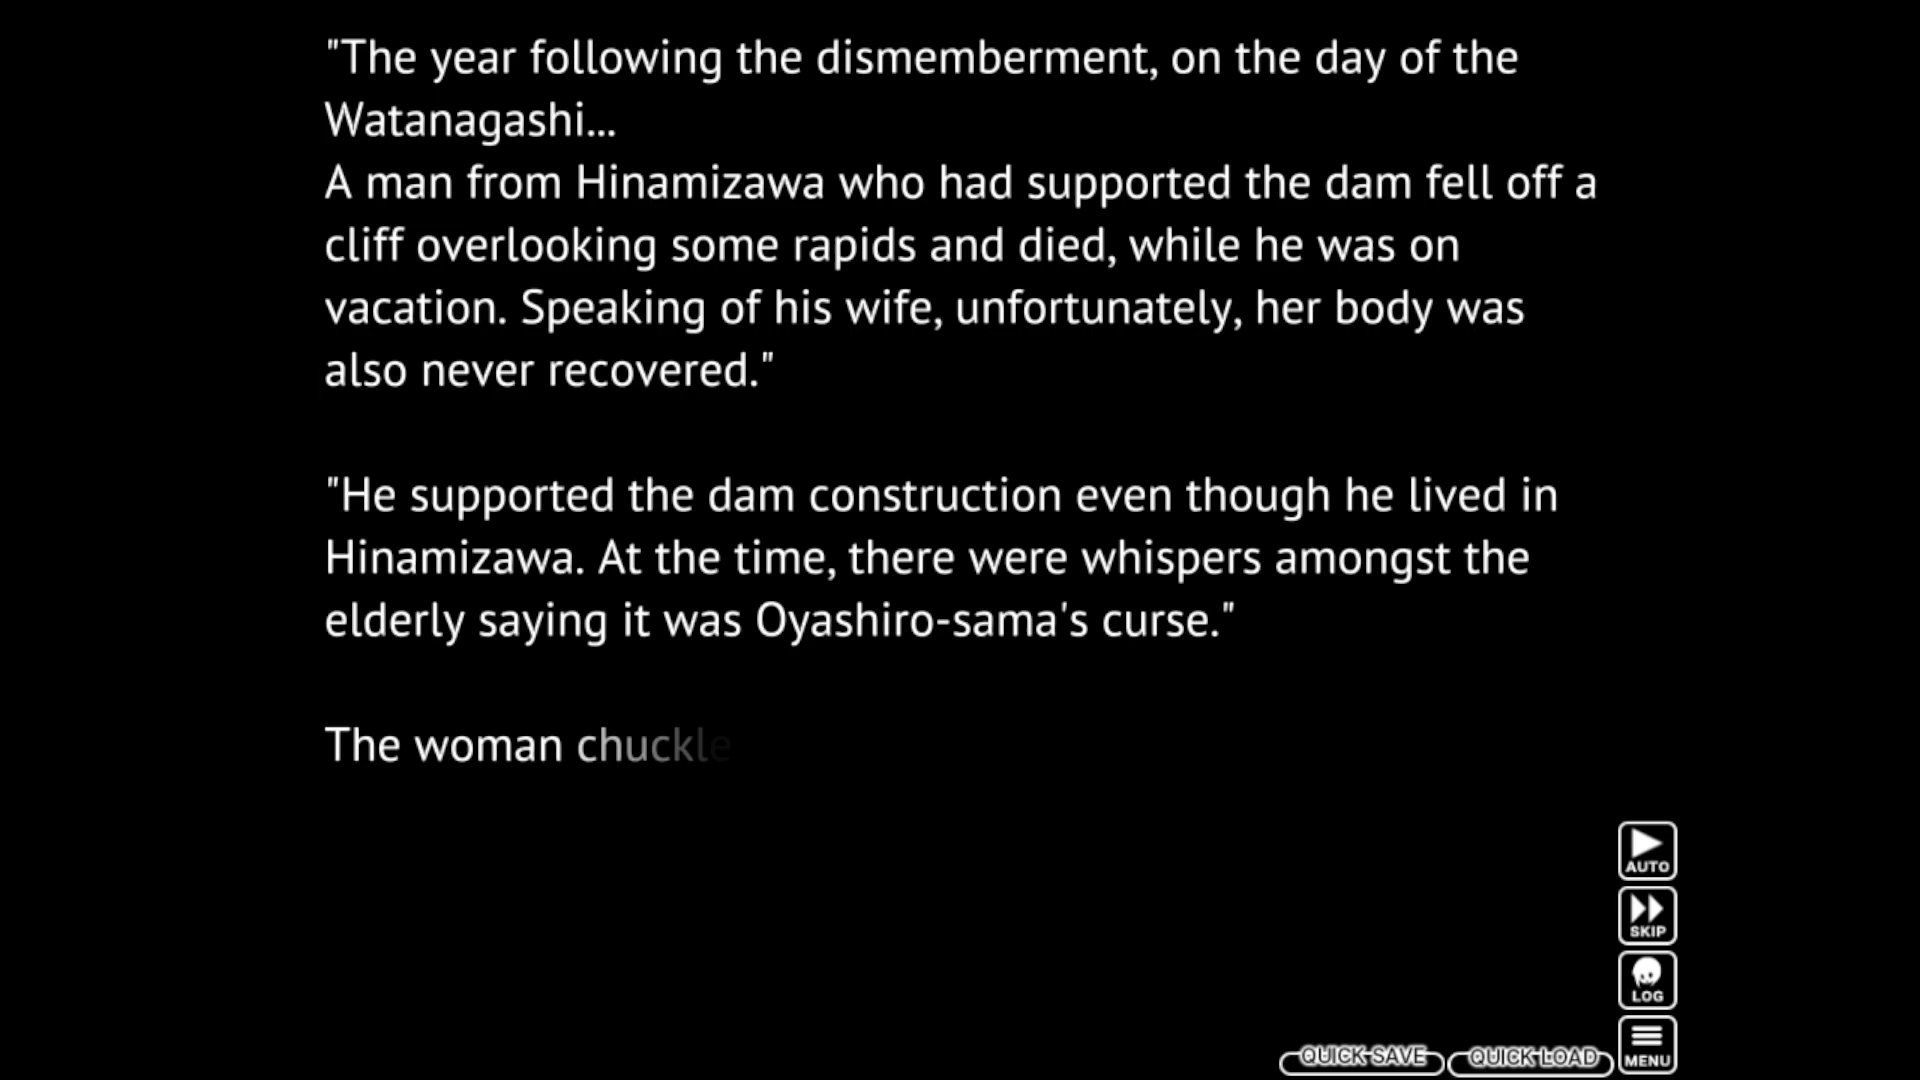 "The year following the dismemberment, on the day of the
Watanagashi...
A man from Hinamizawa who had supported the dam fell off a
cliff overlooking some rapids and died, while he was on
vacation. Speaking of his wife, unfortunately, her body was
also never recovered."
"He supported the dam construction even though he lived in
Hinamizawa. At the time, there were whispers amongst the
elderly saying it was Oyashiro-sama's curse."
The woman chuckle
AUTO
SKIP
LOG
MENU
QUICK SAVE
QUICK LOAD